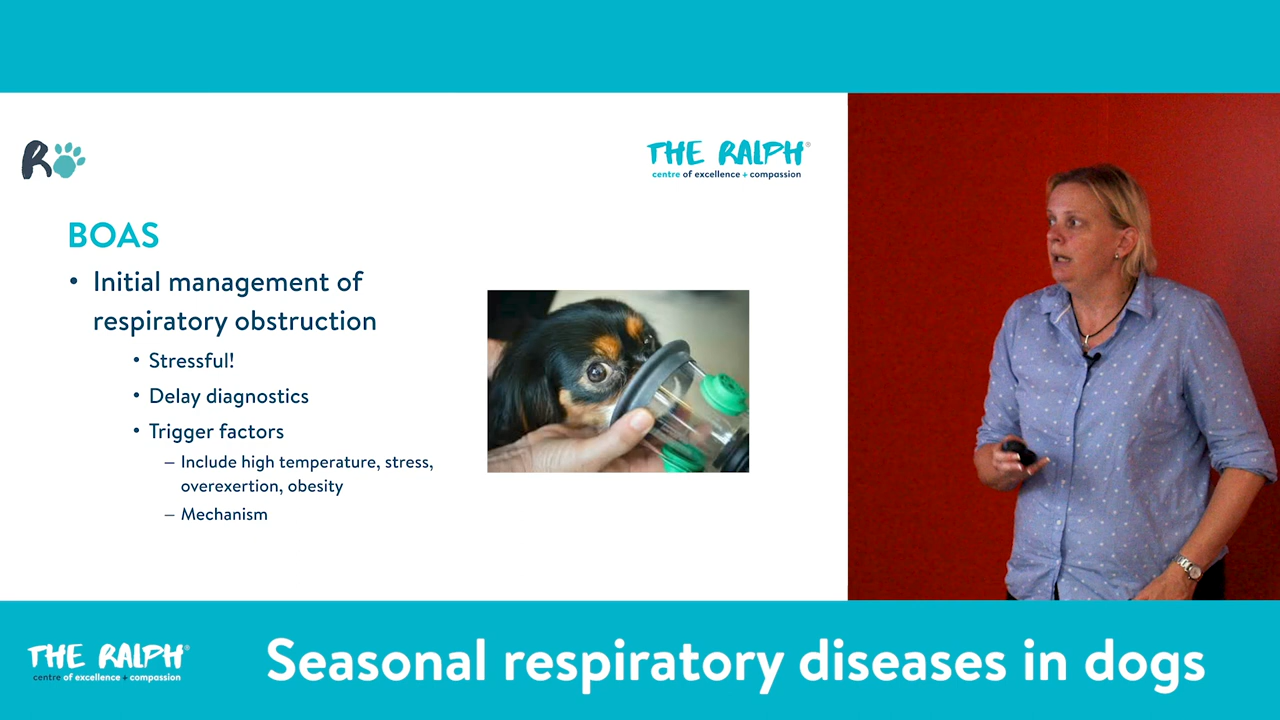 R
THE RALPH®
centre of excellence + compassion
BOAS
• Initial management of
respiratory obstruction
• Stressful!
• Delay diagnostics
• Trigger factors
– Include high temperature, stress,
overexertion, obesity
– Mechanism
THE RALPH®
centre of excellence + compassion
Seasonal respiratory diseases in dogs